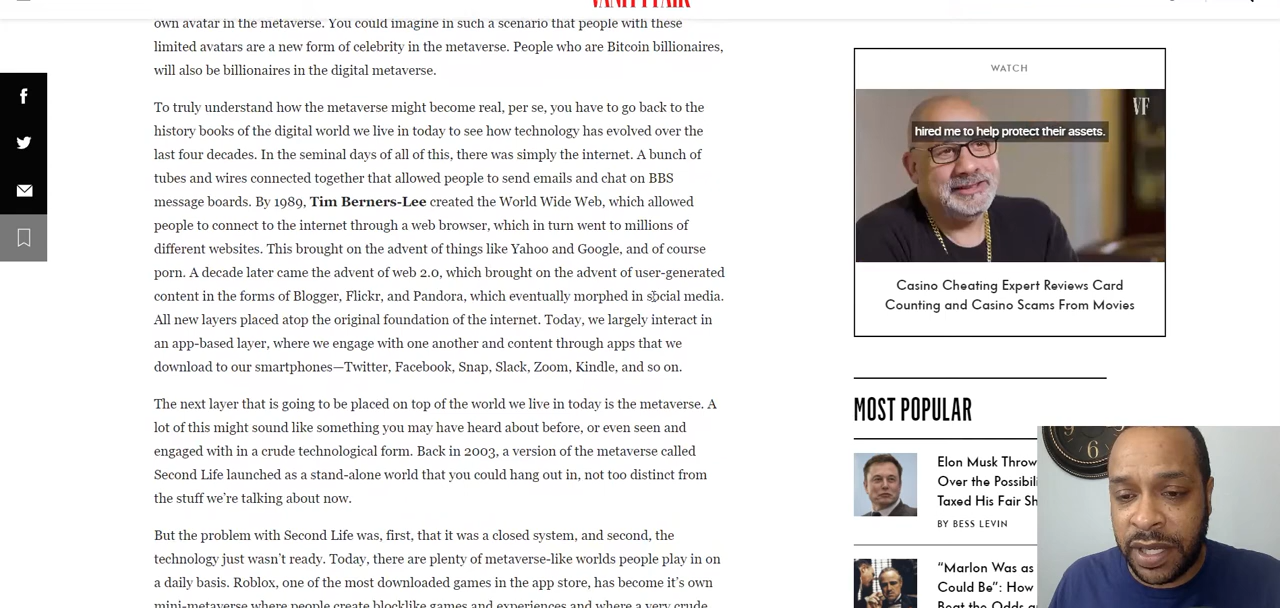 VANITY FAIR
own avatar in the metaverse. You could imagine in such a scenario that people with these
limited avatars are a new form of celebrity in the metaverse. People who are Bitcoin billionaires,
will also be billionaires in the digital metaverse.
To truly understand how the metaverse might become real, per se, you have to go back to the
history books of the digital world we live in today to see how technology has evolved over the
last four decades. In the seminal days of all of this, there was simply the internet. A bunch of
tubes and wires connected together that allowed people to send emails and chat on BBS
message boards. By 1989, Tim Berners-Lee created the World Wide Web, which allowed
people to connect to the internet through a web browser, which in turn went to millions of
different websites. This brought on the advent of things like Yahoo and Google, and of course
porn. A decade later came the advent of web 2.0, which brought on the advent of user-generated
content in the forms of Blogger, Flickr, and Pandora, which eventually morphed in social media.
All new layers placed atop the original foundation of the internet. Today, we largely interact in
an app-based layer, where we engage with one another and content through apps that we
download to our smartphones—Twitter, Facebook, Snap, Slack, Zoom, Kindle, and so on.
The next layer that is going to be placed on top of the world we live in today is the metaverse. A
lot of this might sound like something you may have heard about before, or even seen and
engaged with in a crude technological form. Back in 2003, a version of the metaverse called
Second Life launched as a stand-alone world that you could hang out in, not too distinct from
the stuff we're talking about now.
But the problem with Second Life was, first, that it was a closed system, and second, the
technology just wasn't ready. Today, there are plenty of metaverse-like worlds people play in on
a daily basis. Roblox, one of the most downloaded games in the app store, has become it's own
mini-metaverse where people create blocklike games and experiences and where a very crude
WATCH
VF
hired me to help protect their assets.
Casino Cheating Expert Reviews Card
Counting and Casino Scams From Movies
MOST POPULAR
Elon Musk Throw
Over the Possibili
Taxed His Fair Sh
BY BESS LEVIN
"Marlon Was as
Could Be": How
Beat the Odds a
9
6